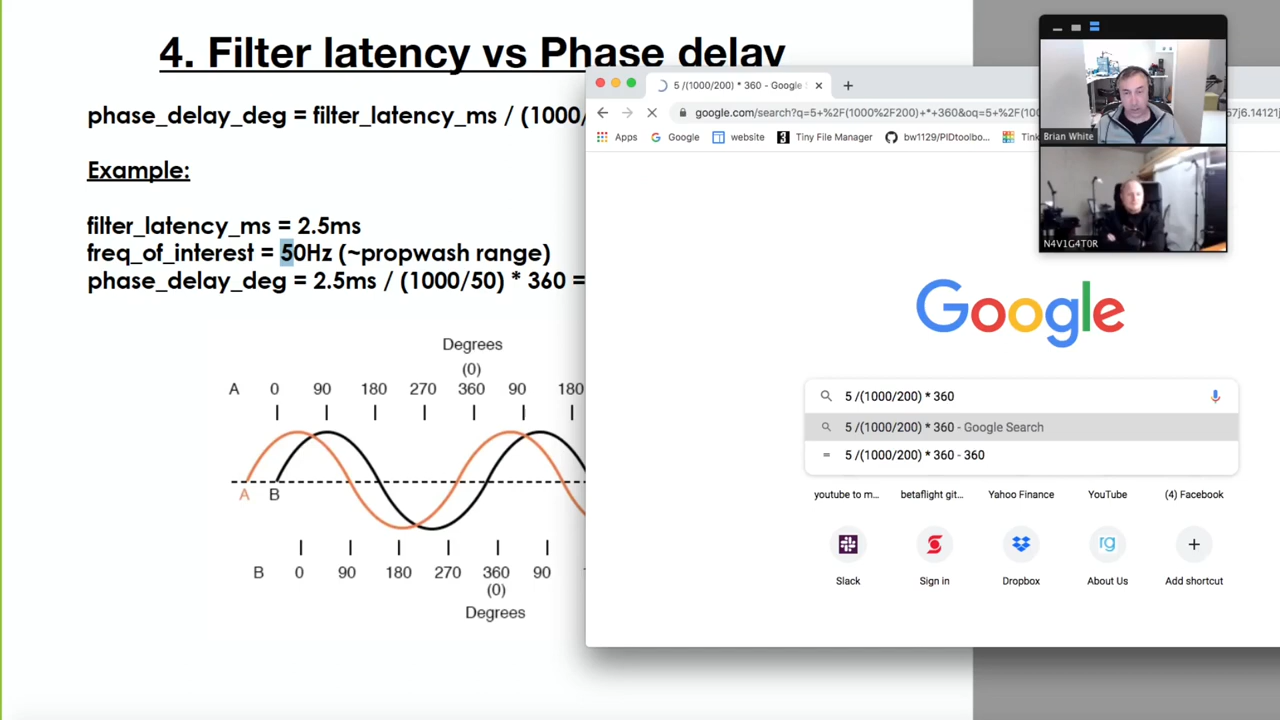 4. Filter latency vs Phase delay
phase_delay_deg = filter_latency_ms / (1000/
Example:
filter_latency_ms = 2.5ms
freq_of_interest = 50Hz (~propwash range)
phase_delay_deg = 2.5ms / (1000/50) * 360 =
Degrees
(0)
A 0 90 180 270 360 90 180
A B
B 0 90 180 270 360 90
(0)
Degrees
5 /(1000/200) * 360 - Google
google.com/search?q=5+%2F(1000%2F200)+*+360&oq=5+%2F(10 57j6.14121j
Apps Google website Tiny File Manager bw1129/PIDtoolbo... Tink
Google
5 /(1000/200) * 360
5 /(1000/200) * 360 - Google Search
= 5 /(1000/200) * 360 - 360
youtube to m... betaflight git... Yahoo Finance YouTube (4) Facebook
Slack Sign in Dropbox About Us Add shortcut
Brian White
N4V1G4T0R